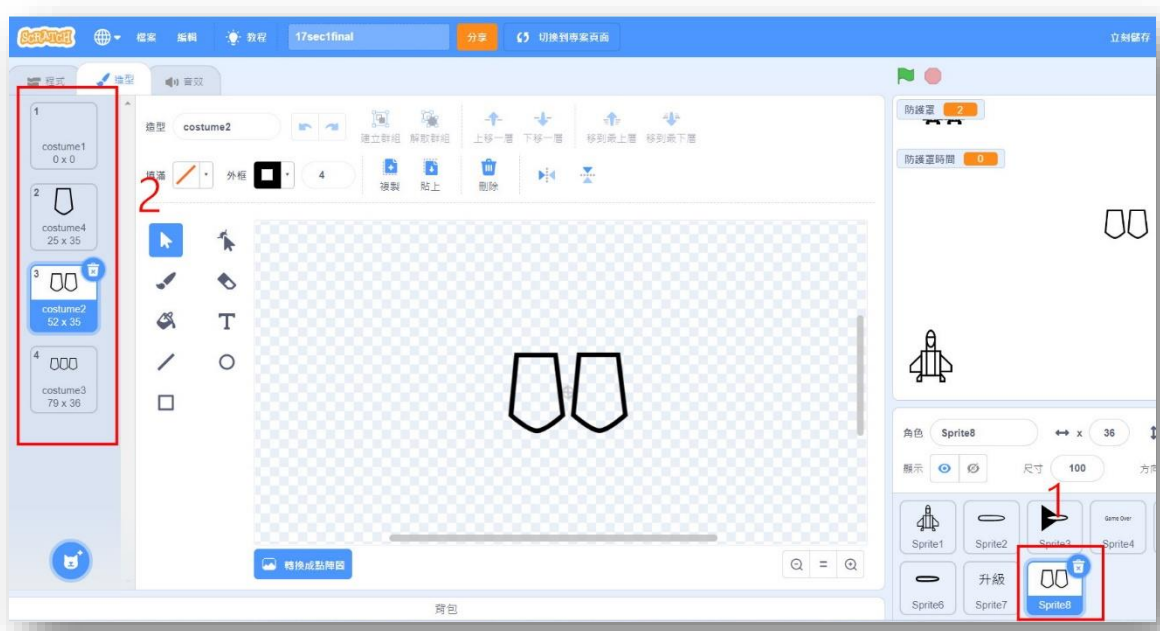 SCRATCH 檔案 編輯 教程 17sec1final 分享 切換到專案頁面 立刻儲存
程式 造型 音效
1
costume1
0 x 0
2
costume4
25 x 35
3
costume2
52 x 35
4
costume3
79 x 36
2
造型 costume2 建立群組 解散群組 上移一層 下移一層 移到最上層 移到最下層
填滿 外框 4 複製 貼上 刪除
T
轉換成點陣圖
背包
防護罩 2
防護罩時間 0
角色 Sprite8 x 36
顯示 尺寸 100 方向
1
Sprite1 Sprite2 Sprite3 Game Over Sprite4
Sprite6 升級 Sprite7 Sprite8